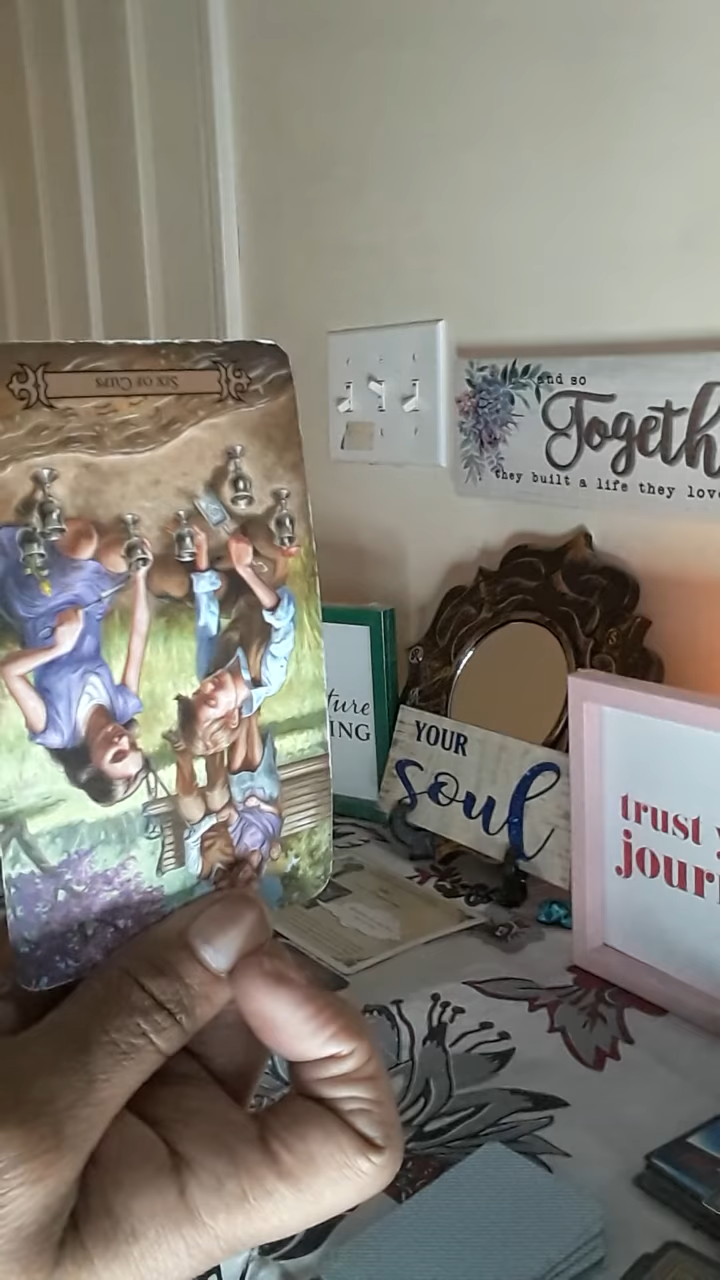 SIX OF CUPS
and so
Togeth
they built a life they love
ture
ING
YOUR
soul
trust y
jour